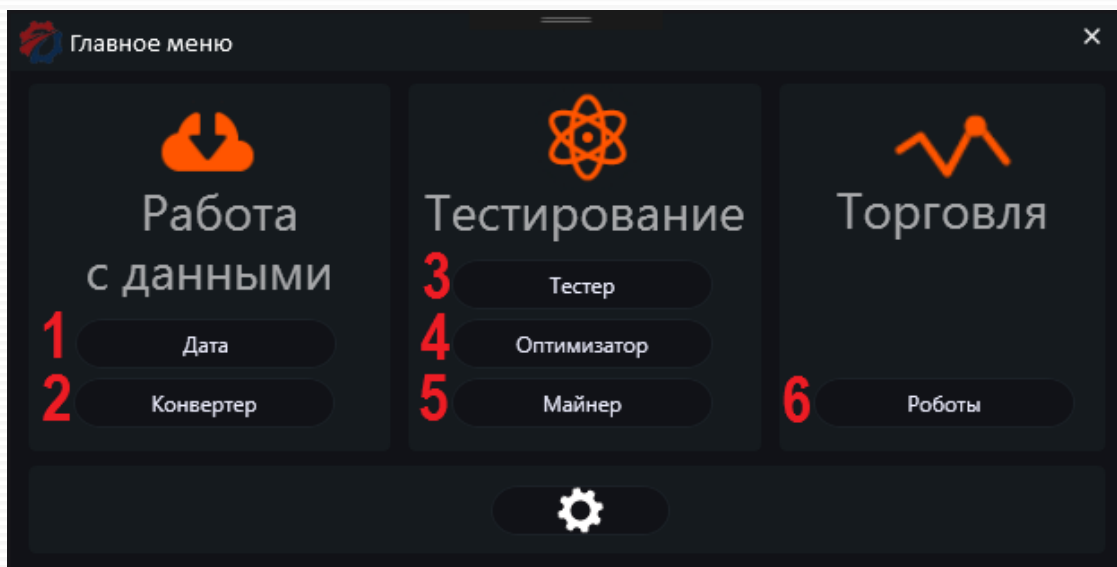 Главное меню
Работа
с данными
1 Дата
2 Конвертер
Тестирование
3 Тестер
4 Оптимизатор
5 Майнер
Торговля
6 Роботы